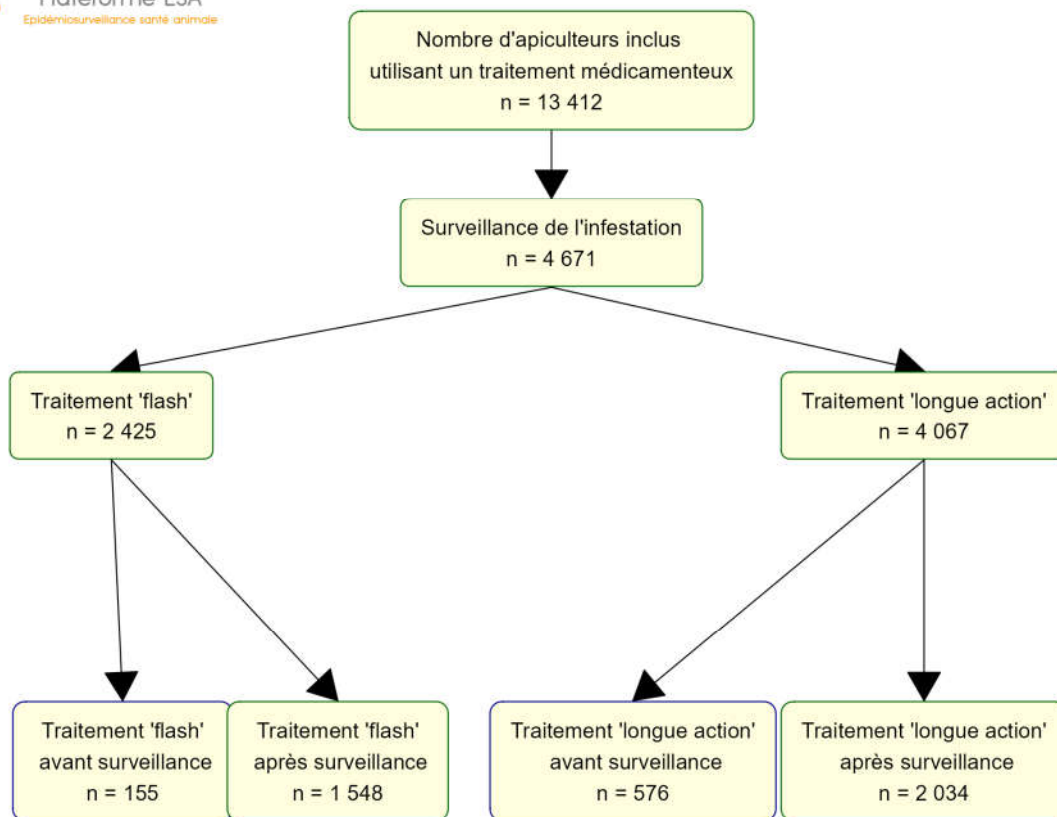 Plateforme ESA
Epidémiosurveillance santé animale
Nombre d'apiculteurs inclus
utilisant un traitement médicamenteux
n = 13 412
Surveillance de l'infestation
n = 4 671
Traitement 'flash'
n = 2 425
Traitement 'longue action'
n = 4 067
Traitement 'flash'
avant surveillance
n = 155
Traitement 'flash'
après surveillance
n = 1 548
Traitement 'longue action'
avant surveillance
n = 576
Traitement 'longue action'
après surveillance
n = 2 034